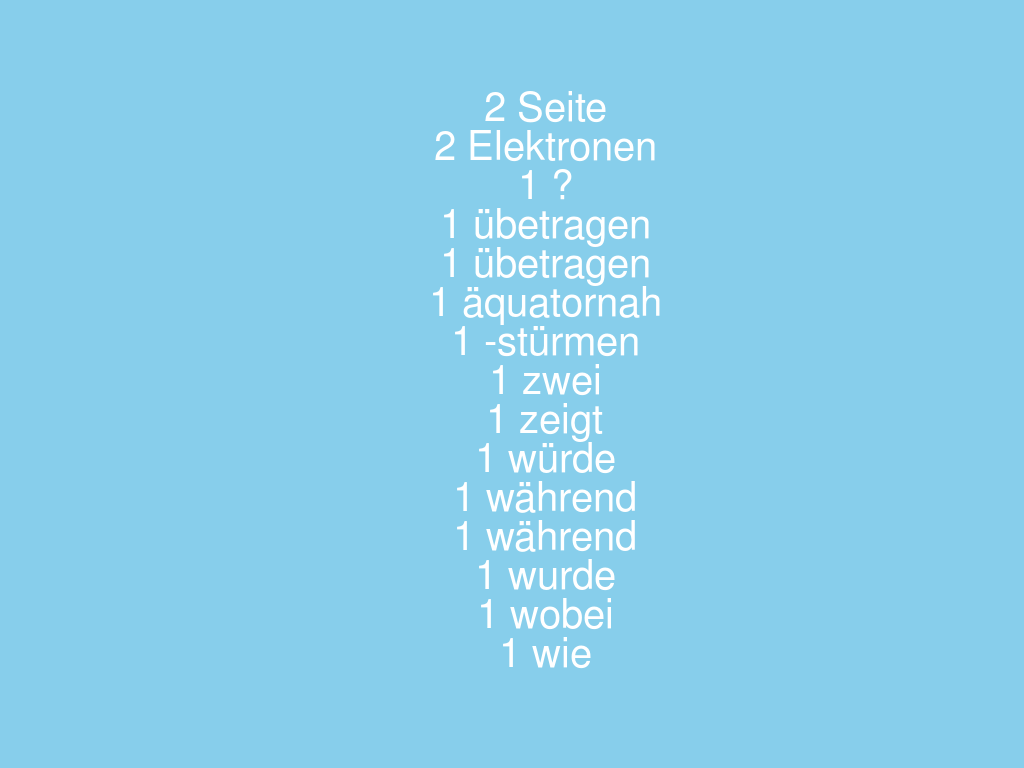 2 Seite
2 Elektronen
1 ?
1 übetragen
1 übetragen
1 äquatornah
1 -stürmen
1 zwei
1 zeigt
1 würde
1 während
1 während
1 wurde
1 wobei
1 wie